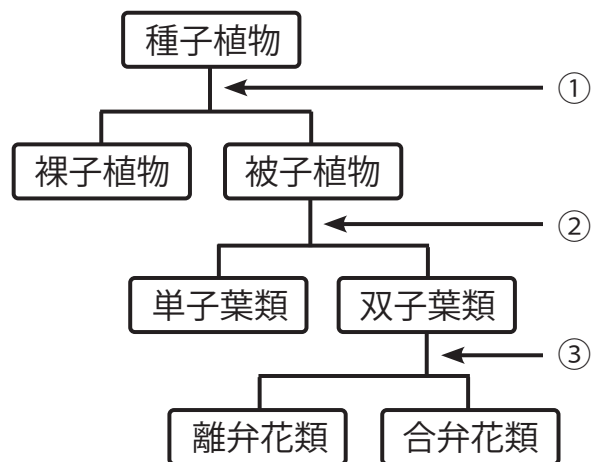 種子植物
①
裸子植物
被子植物
②
単子葉類
双子葉類
③
離弁花類
合弁花類